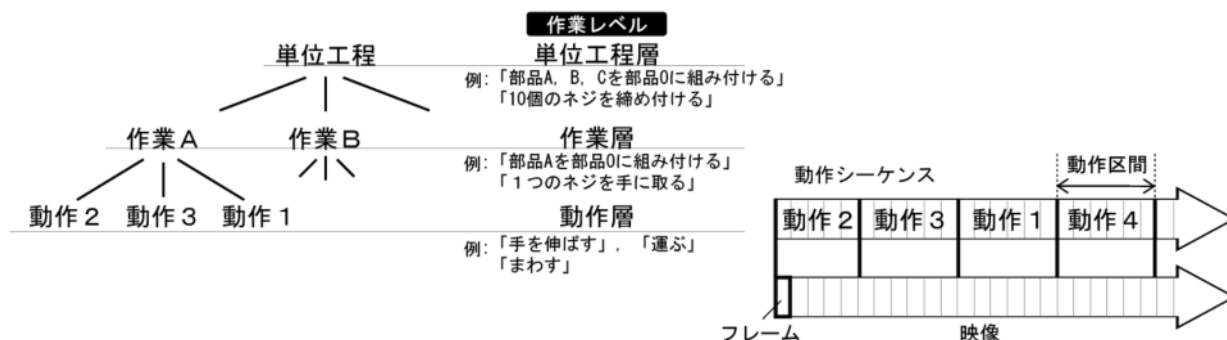 作業レベル
単位工程 単位工程層
例:「部品A, B, Cを部品Oに組み付ける」
「10個のネジを締め付ける」
作業A 作業B 作業層
例:「部品Aを部品Oに組み付ける」
「1つのネジを手に取る」
動作2 動作3 動作1 動作層
例:「手を伸ばす」,「運ぶ」
「まわす」
動作シーケンス 動作区間
動作2 動作3 動作1 動作4
フレーム 映像